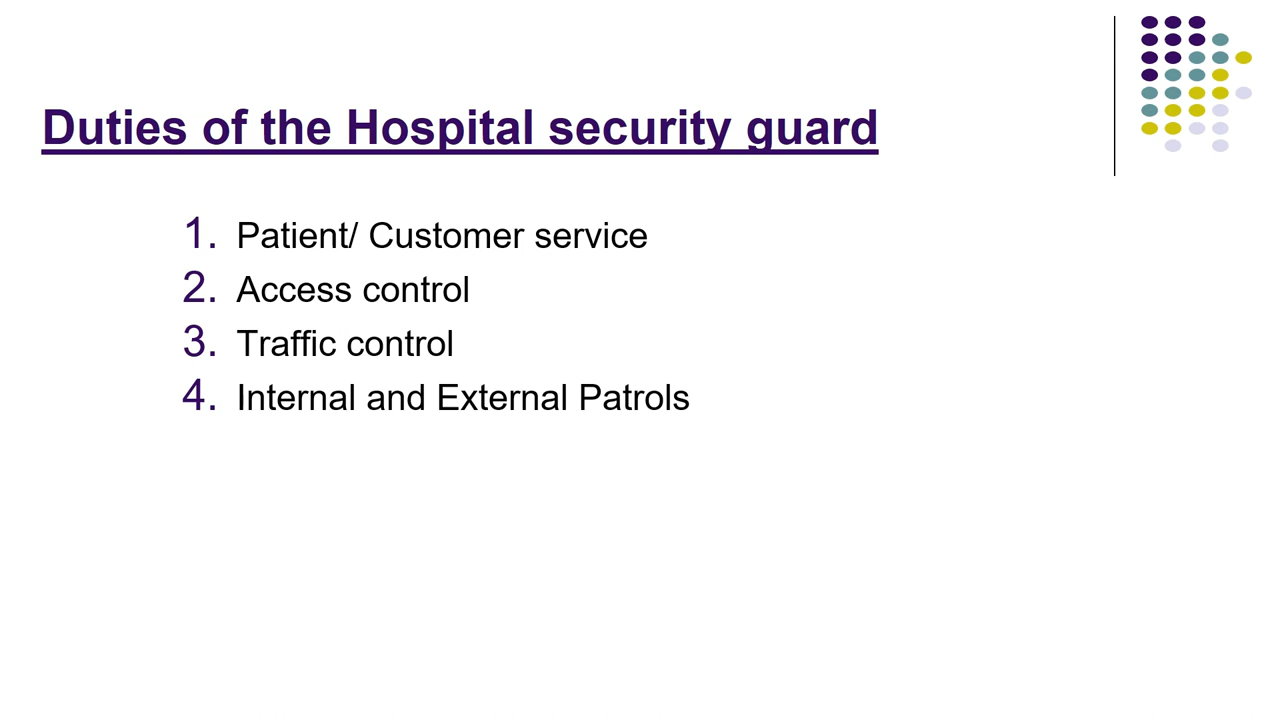 Duties of the Hospital security guard
1. Patient/ Customer service
2. Access control
3. Traffic control
4. Internal and External Patrols